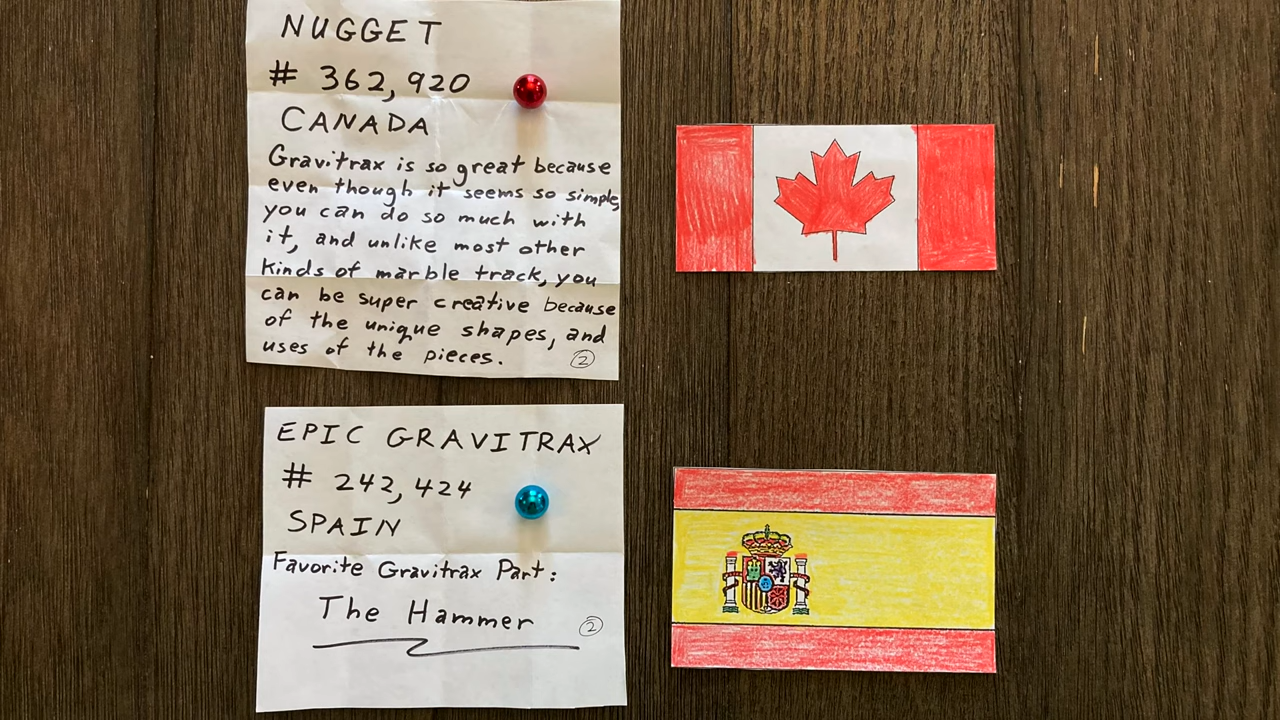 NUGGET
# 362,920
CANADA
Gravitrax is so great because
even though it seems so simple,
you can do so much with
it, and unlike most other
kinds of marble track, you
can be super creative because
of the unique shapes, and
uses of the pieces.
2
EPIC GRAVITRAX
# 242,424
SPAIN
Favorite Gravitrax Part:
The Hammer
2